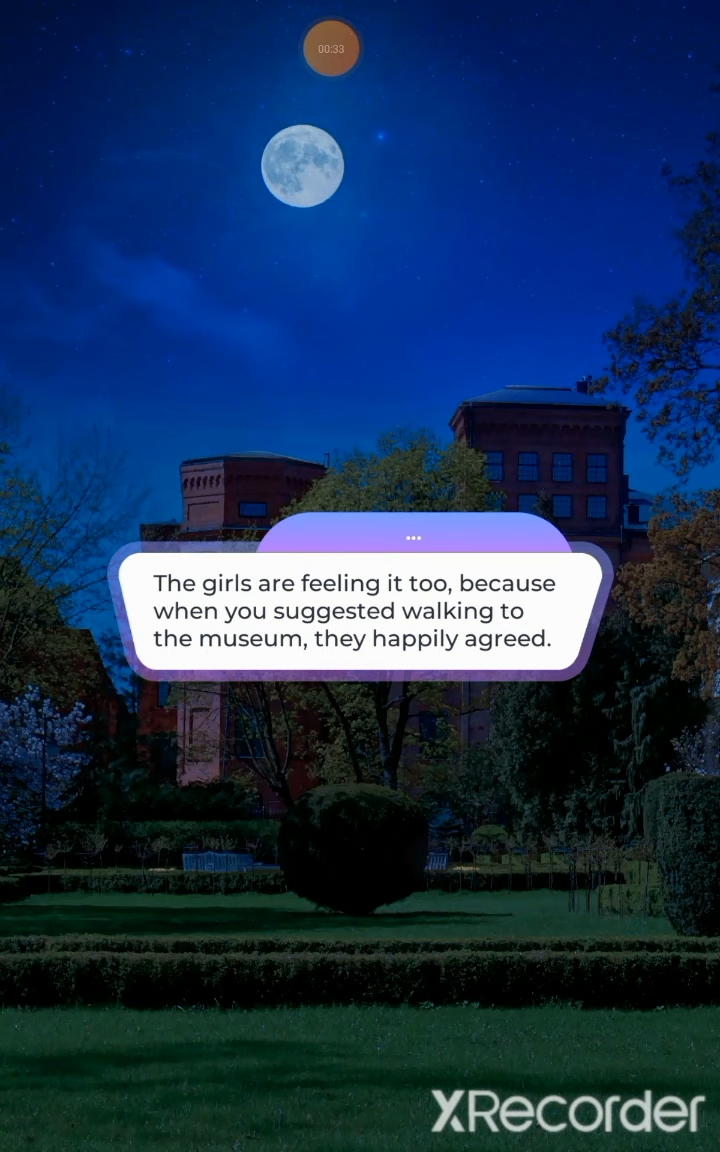 00:33
...
The girls are feeling it too, because
when you suggested walking to
the museum, they happily agreed.
XRecorder